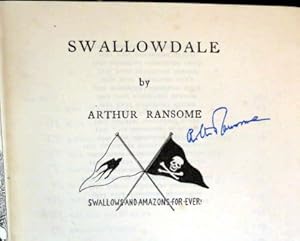 SWALLOWDALE
by
ARTHUR RANSOME
Arthur Ransome
SWALLOWS AND AMAZONS FOR EVER!